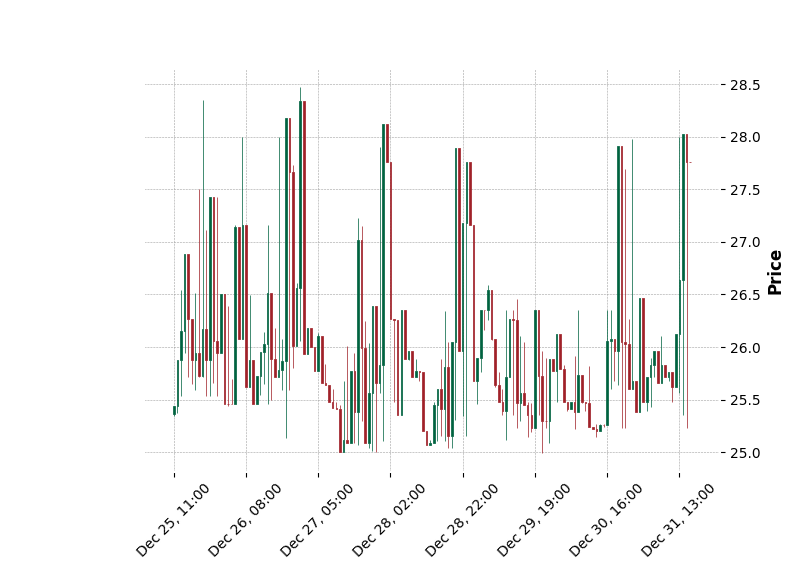 28.5
28.0
27.5
27.0
26.5
26.0
25.5
25.0
Price
Dec 25, 11:00
Dec 26, 08:00
Dec 27, 05:00
Dec 28, 02:00
Dec 28, 22:00
Dec 29, 19:00
Dec 30, 16:00
Dec 31, 13:00